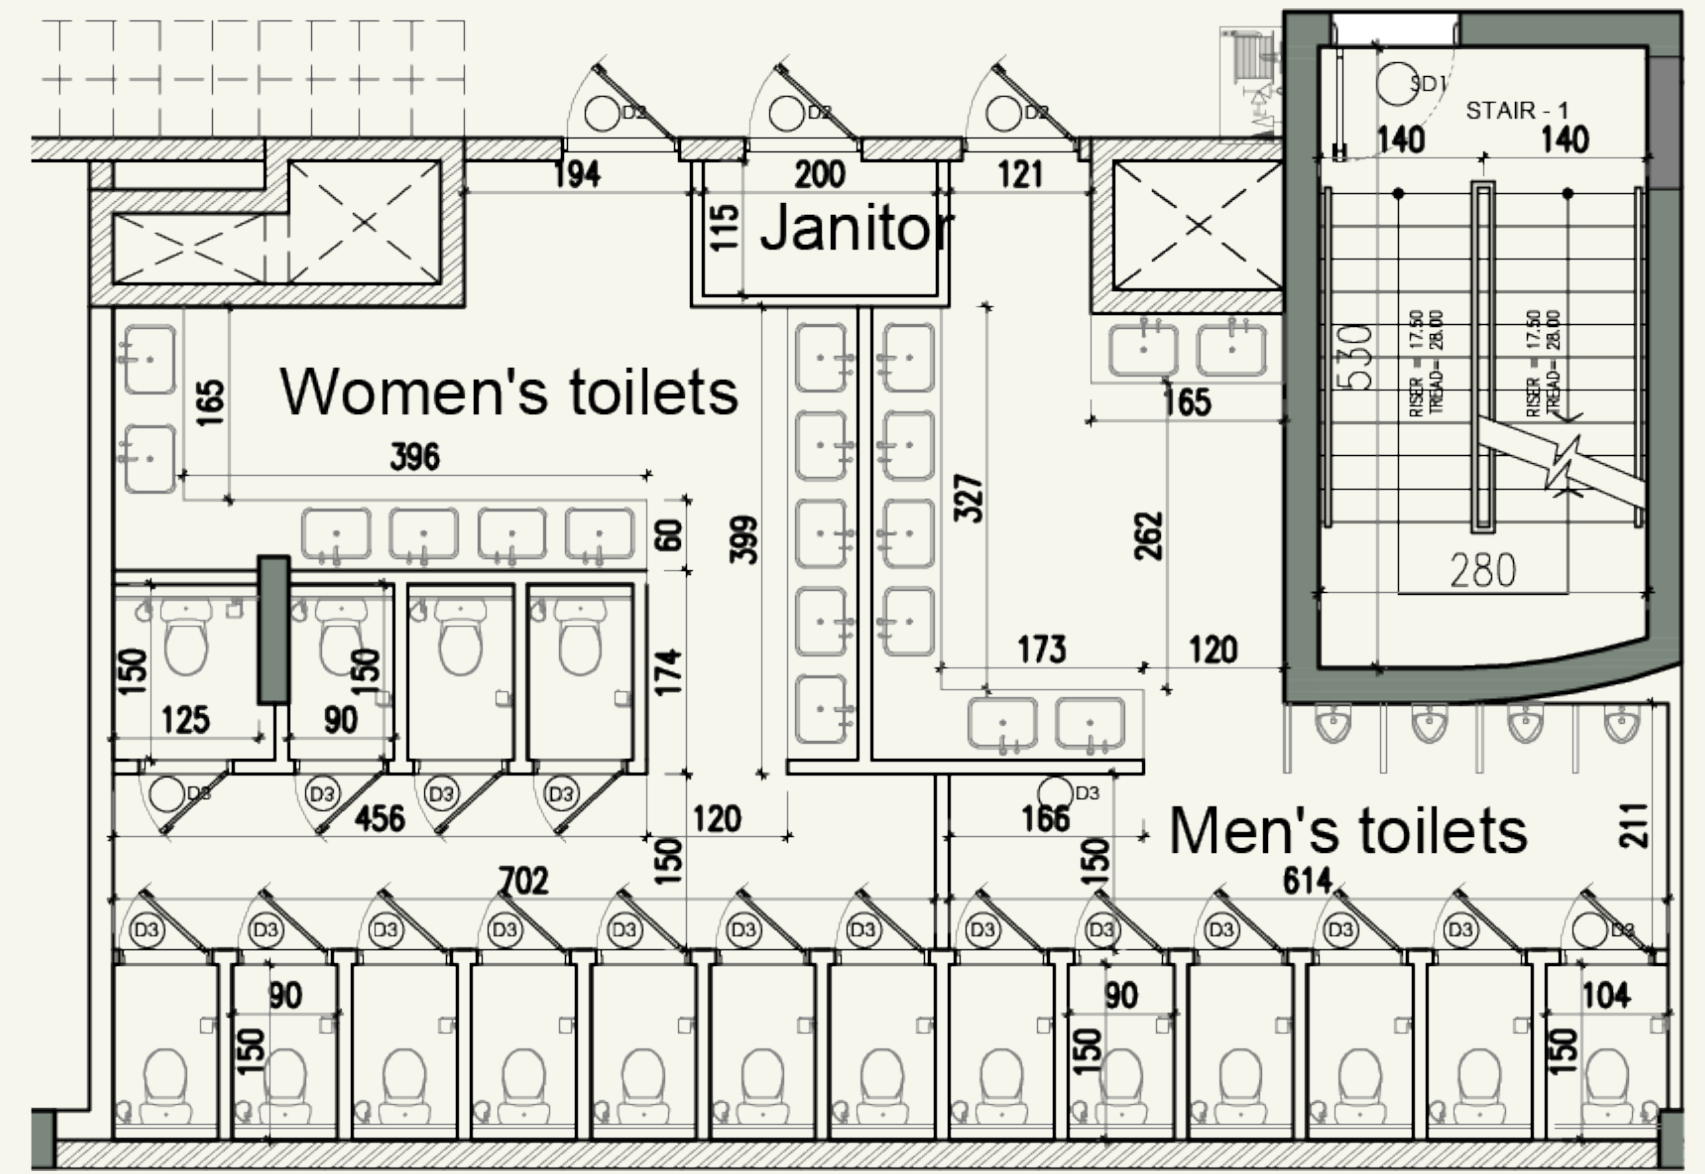 SD1
D2 D2 D2
STAIR - 1
140 140
194 200 121
115
Janitor
RISER = 17.50
TREAD= 28.00
RISER = 17.50
TREAD= 28.00
530
280
Women's toilets
165
396
165
327
262
60
399
173 120
150
125
150
90
174
D3 D3 D3 D3
456 120
150
D3
166
150
Men's toilets
211
702
614
D3 D3 D3 D3 D3 D3 D3 D3 D3 D3 D3 D3 D3
90
150
90
150
104
150